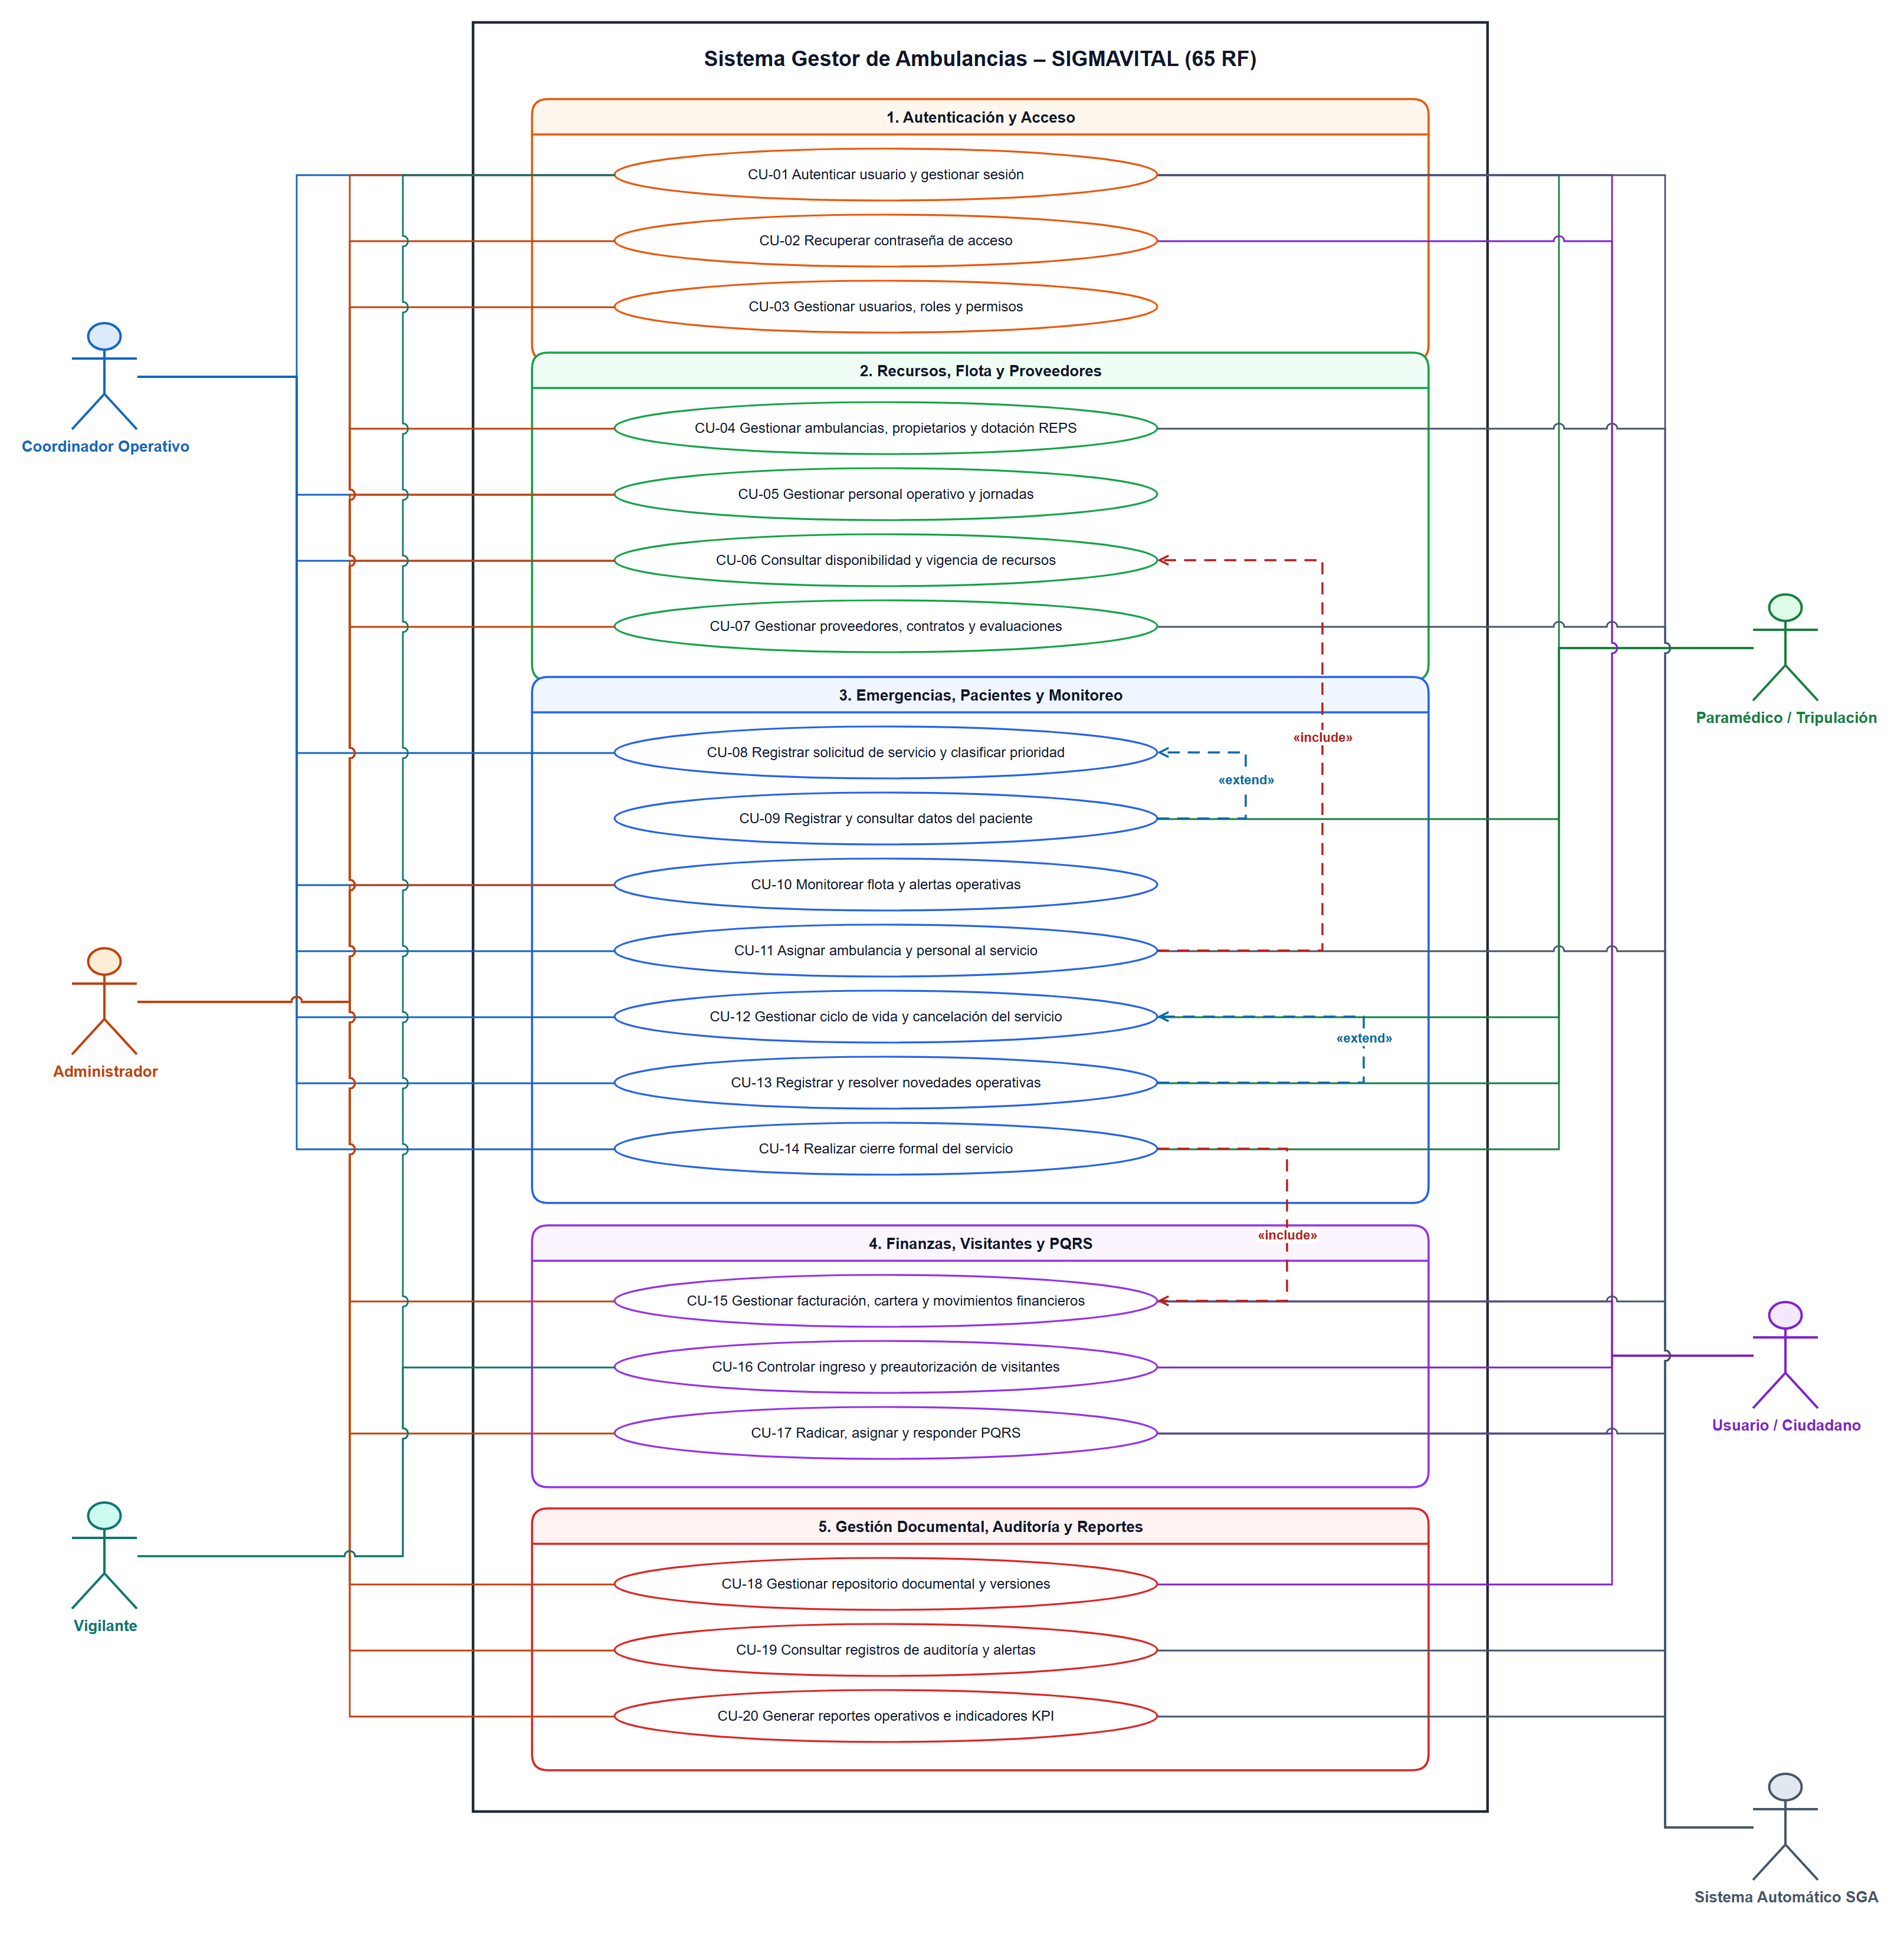 Sistema Gestor de Ambulancias – SIGMAVITAL (65 RF)
1. Autenticación y Acceso
CU-01 Autenticar usuario y gestionar sesión
CU-02 Recuperar contraseña de acceso
CU-03 Gestionar usuarios, roles y permisos
Coordinador Operativo
2. Recursos, Flota y Proveedores
CU-04 Gestionar ambulancias, propietarios y dotación REPS
CU-05 Gestionar personal operativo y jornadas
CU-06 Consultar disponibilidad y vigencia de recursos
CU-07 Gestionar proveedores, contratos y evaluaciones
Paramédico / Tripulación
3. Emergencias, Pacientes y Monitoreo
«include»
CU-08 Registrar solicitud de servicio y clasificar prioridad
«extend»
CU-09 Registrar y consultar datos del paciente
CU-10 Monitorear flota y alertas operativas
CU-11 Asignar ambulancia y personal al servicio
CU-12 Gestionar ciclo de vida y cancelación del servicio
«extend»
Administrador
CU-13 Registrar y resolver novedades operativas
CU-14 Realizar cierre formal del servicio
«include»
4. Finanzas, Visitantes y PQRS
CU-15 Gestionar facturación, cartera y movimientos financieros
CU-16 Controlar ingreso y preautorización de visitantes
Usuario / Ciudadano
CU-17 Radicar, asignar y responder PQRS
5. Gestión Documental, Auditoría y Reportes
CU-18 Gestionar repositorio documental y versiones
Vigilante
CU-19 Consultar registros de auditoría y alertas
CU-20 Generar reportes operativos e indicadores KPI
Sistema Automático SGA